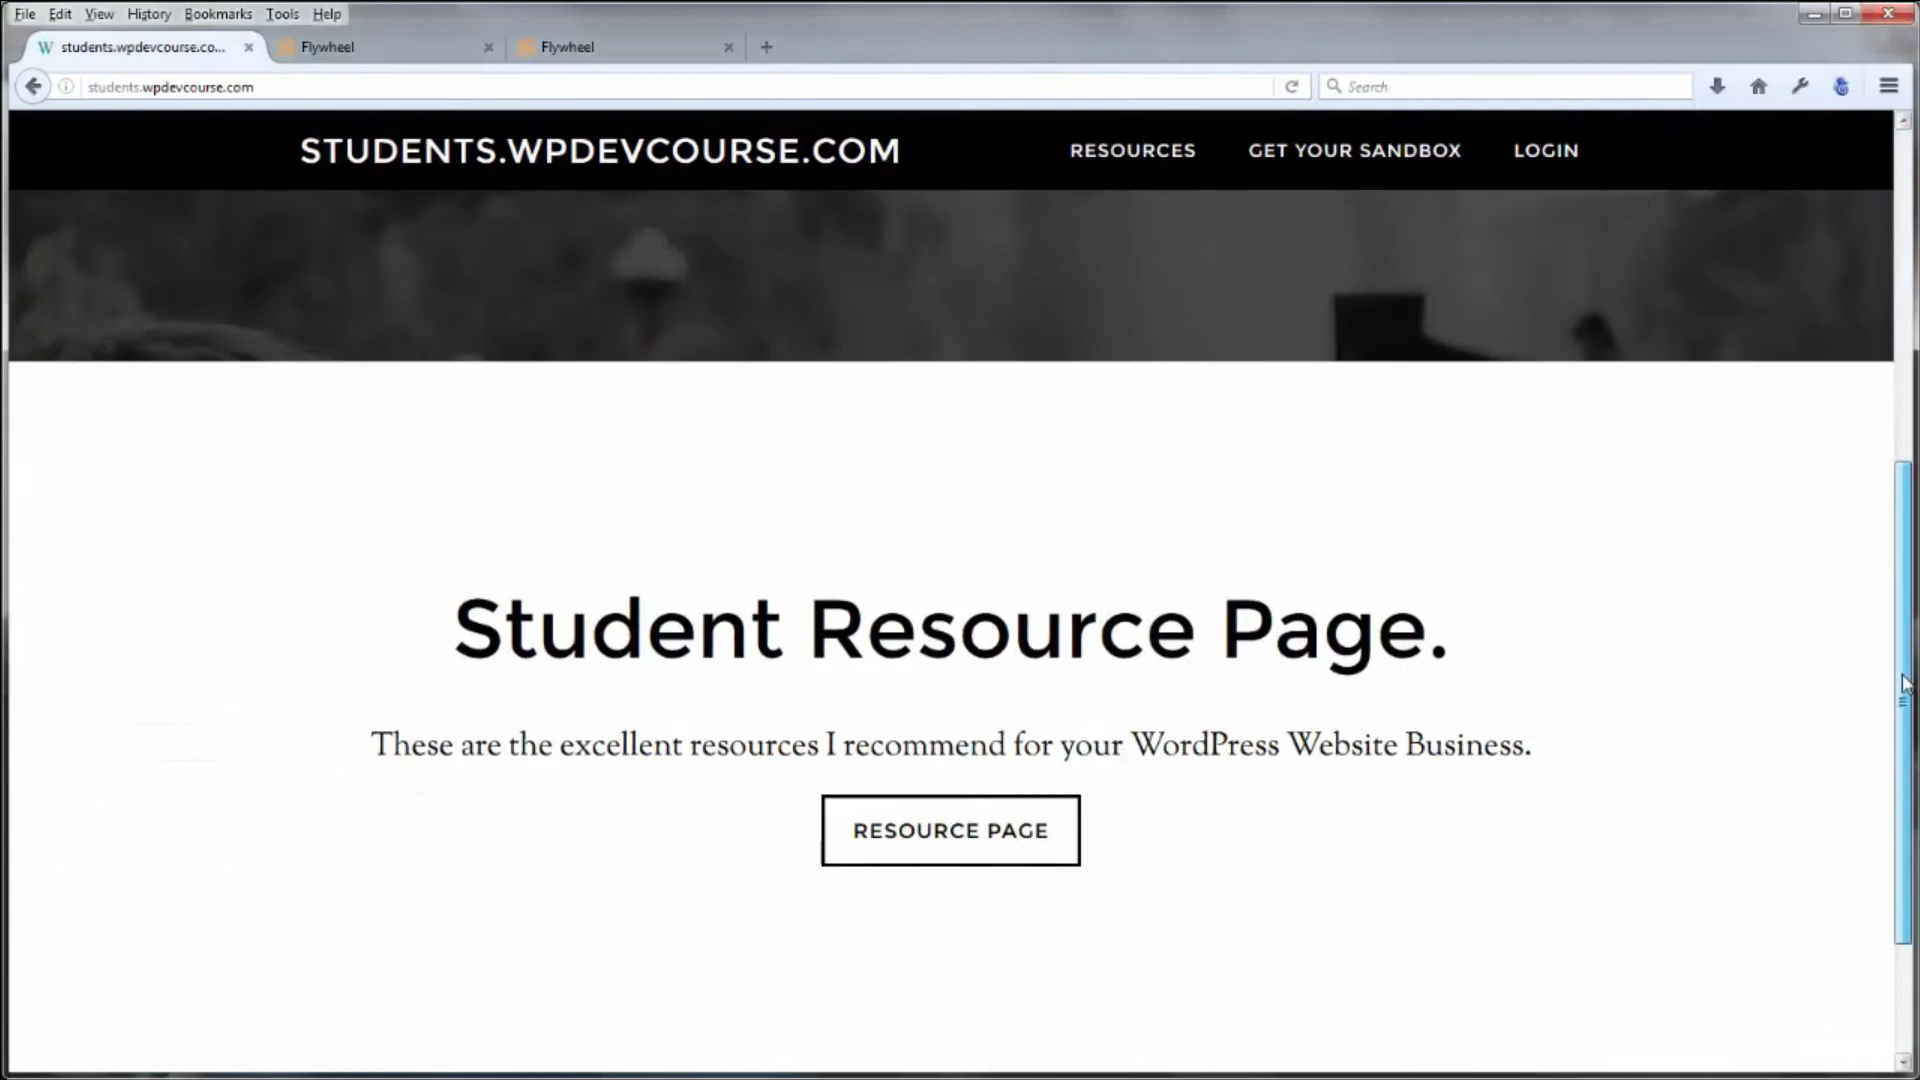 File Edit View History Bookmarks Tools Help
students.wpdevcourse.co... Flywheel Flywheel
students.wpdevcourse.com Search
STUDENTS.WPDEVCOURSE.COM RESOURCES GET YOUR SANDBOX LOGIN
Student Resource Page.
These are the excellent resources I recommend for your WordPress Website Business.
RESOURCE PAGE